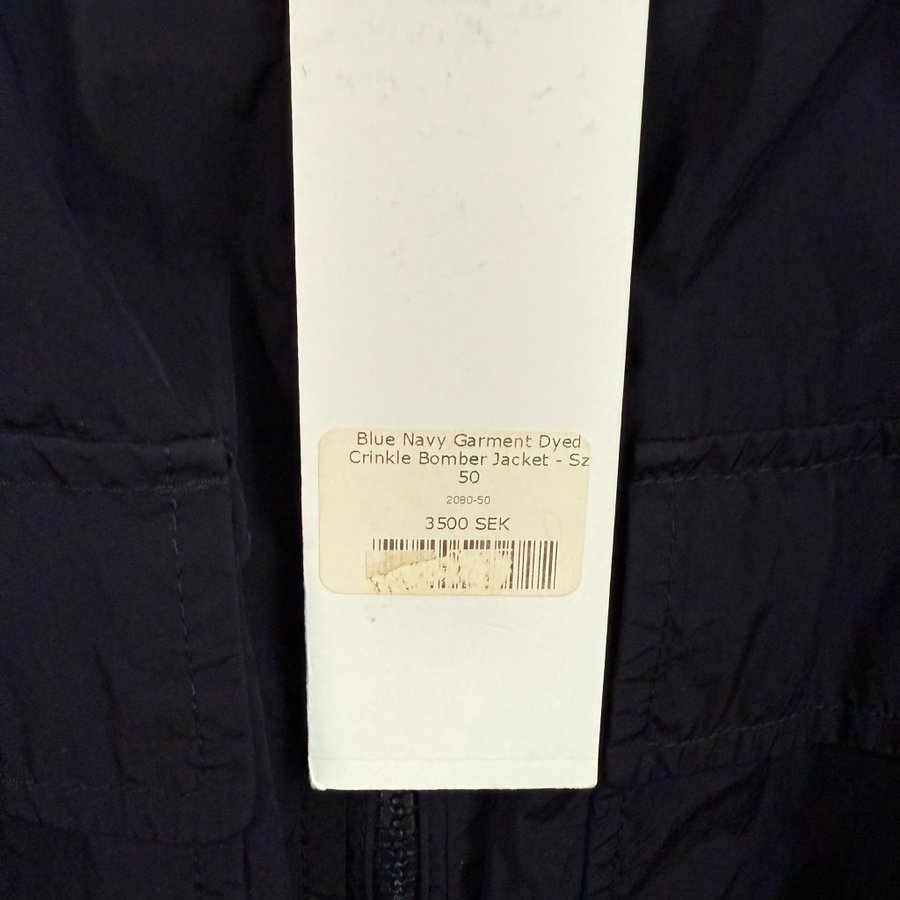 Blue Navy Garment Dyed
Crinkle Bomber Jacket - Sz
50
2080-50
3500 SEK